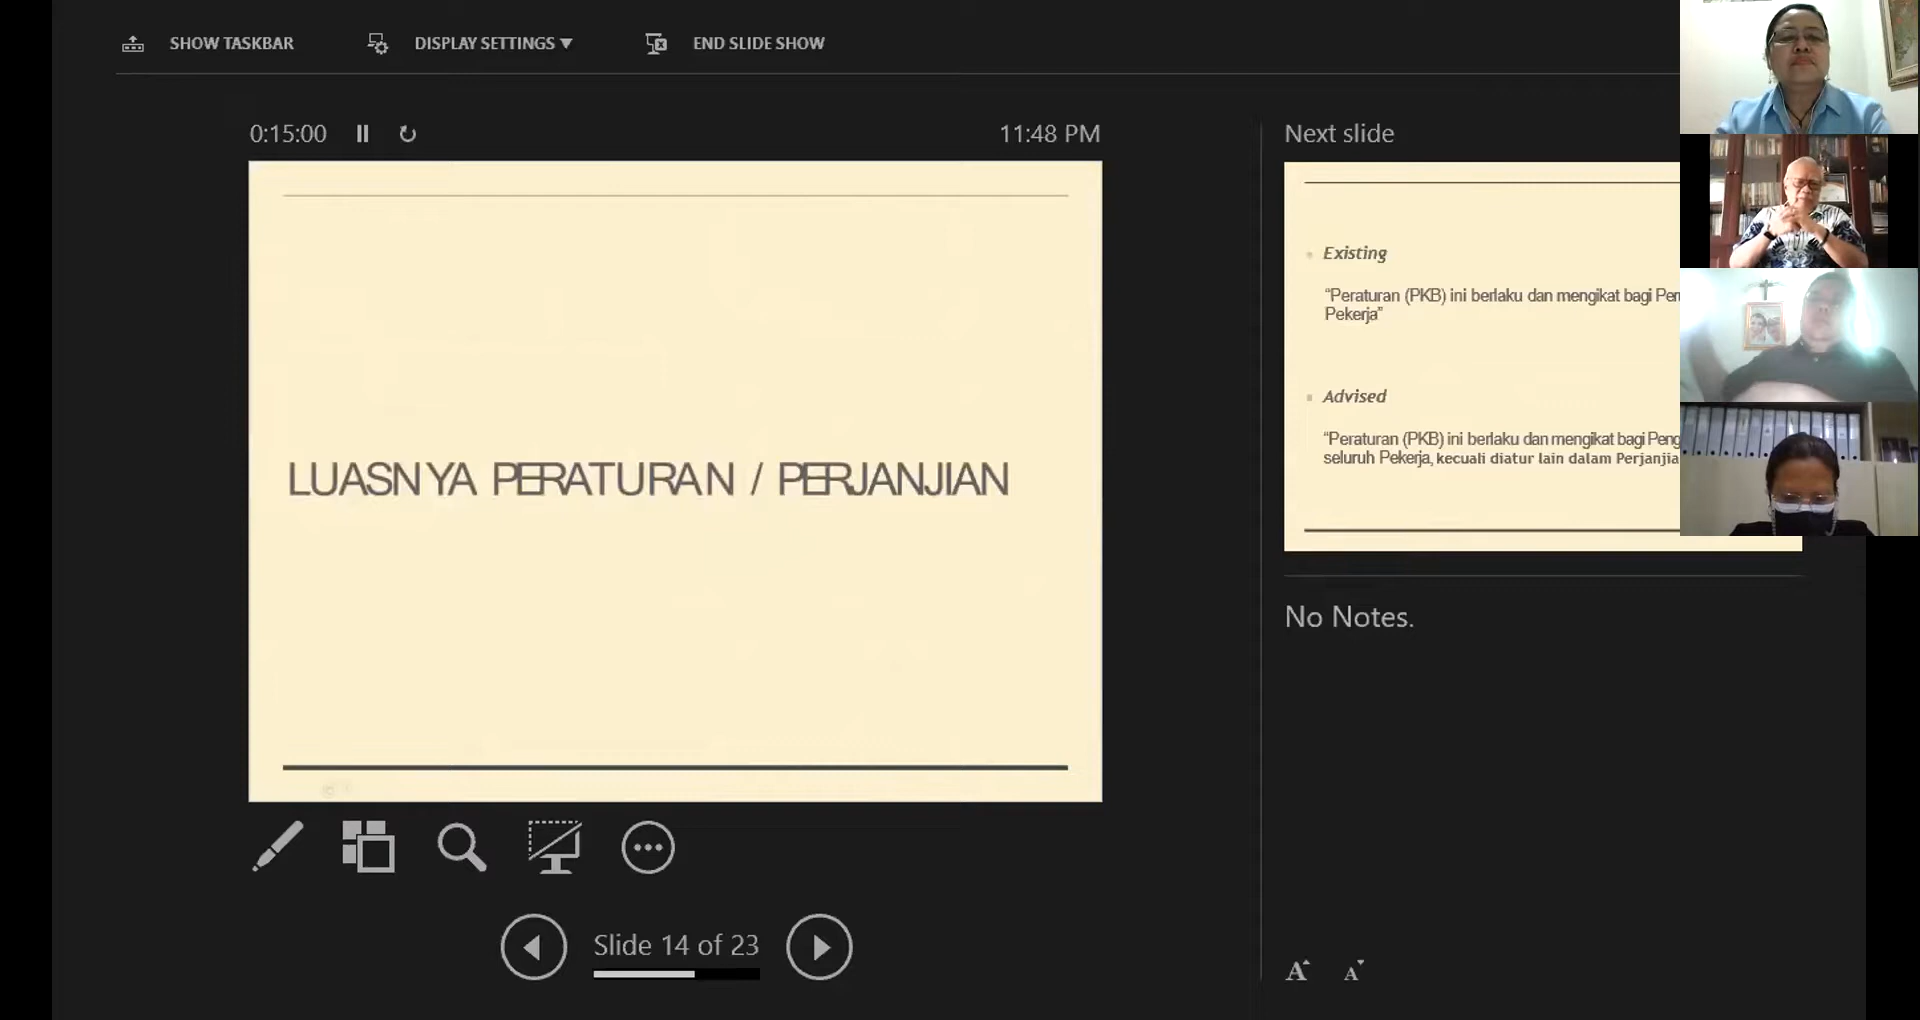 SHOW TASKBAR
DISPLAY SETTINGS ▼
END SLIDE SHOW
0:15:00
11:48 PM
LUASNYA PERATURAN / PERJANJIAN
Slide 14 of 23
Next slide
Existing
“Peraturan (PKB) ini berlaku dan mengikat bagi
Pekerja”
Advised
“Peraturan (PKB) ini berlaku dan mengikat bagi
seluruh Pekerja, kecuali diatur lain dalam
No Notes.
A A